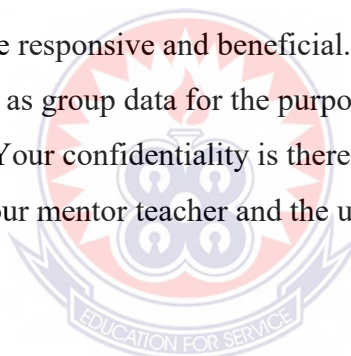 e responsive and beneficial.
as group data for the purpo
Your confidentiality is there
our mentor teacher and the u
EDUCATION FOR SERVICE